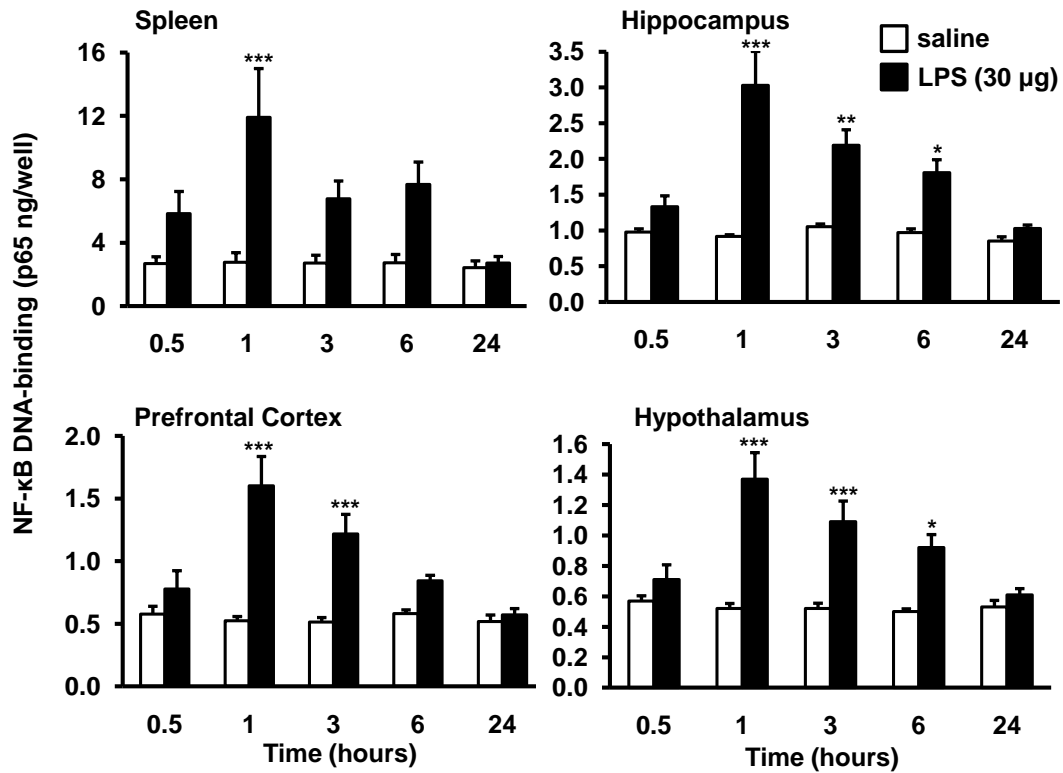 Spleen
16
12
8
4
0
***
0.5 1 3 6 24
Hippocampus
3.5
3.0
2.5
2.0
1.5
1.0
0.5
0.0
***
**
*
0.5 1 3 6 24
saline
LPS (30 µg)
NF-κB DNA-binding (p65 ng/well)
Prefrontal Cortex
2.0
1.5
1.0
0.5
0.0
***
***
0.5 1 3 6 24
Time (hours)
Hypothalamus
1.6
1.4
1.2
1.0
0.8
0.6
0.4
0.2
0.0
***
***
*
0.5 1 3 6 24
Time (hours)